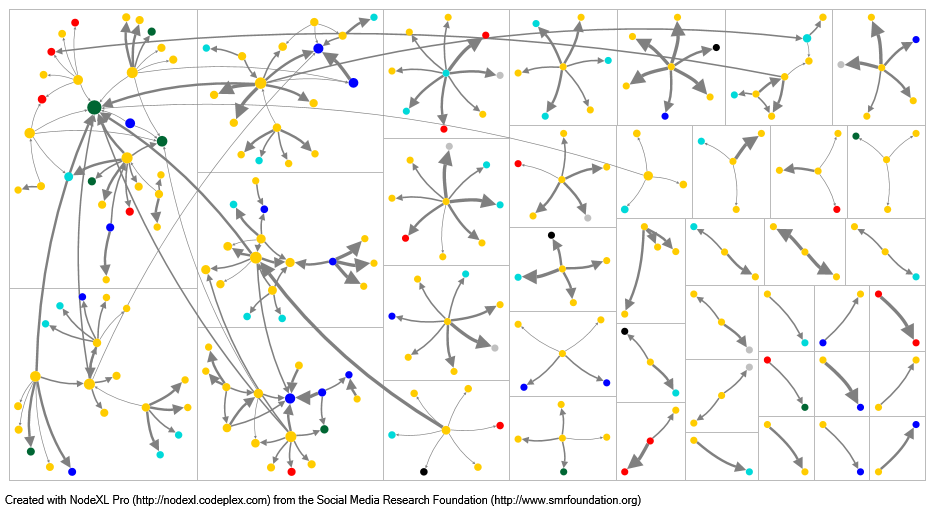 Created with NodeXL Pro (http://nodexl.codeplex.com) from the Social Media Research Foundation (http://www.smrfoundation.org)